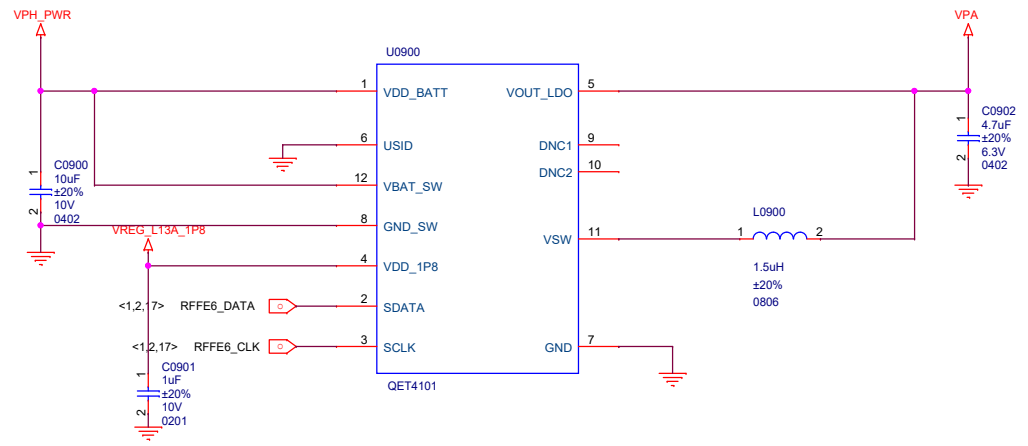 VPH_PWR
VPA
U0900
1 VDD_BATT VOUT_LDO 5
6 USID DNC1 9
DNC2 10
12 VBAT_SW
8 GND_SW VSW 11
4 VDD_1P8
2 SDATA
3 SCLK GND 7
QET4101
1
2
C0900
10uF
±20%
10V
0402
VREG_L13A_1P8
<1,2,17> RFFE6_DATA
<1,2,17> RFFE6_CLK
1
2
C0901
1uF
±20%
10V
0201
L0900
1 2
1.5uH
±20%
0806
1
2
C0902
4.7uF
±20%
6.3V
0402